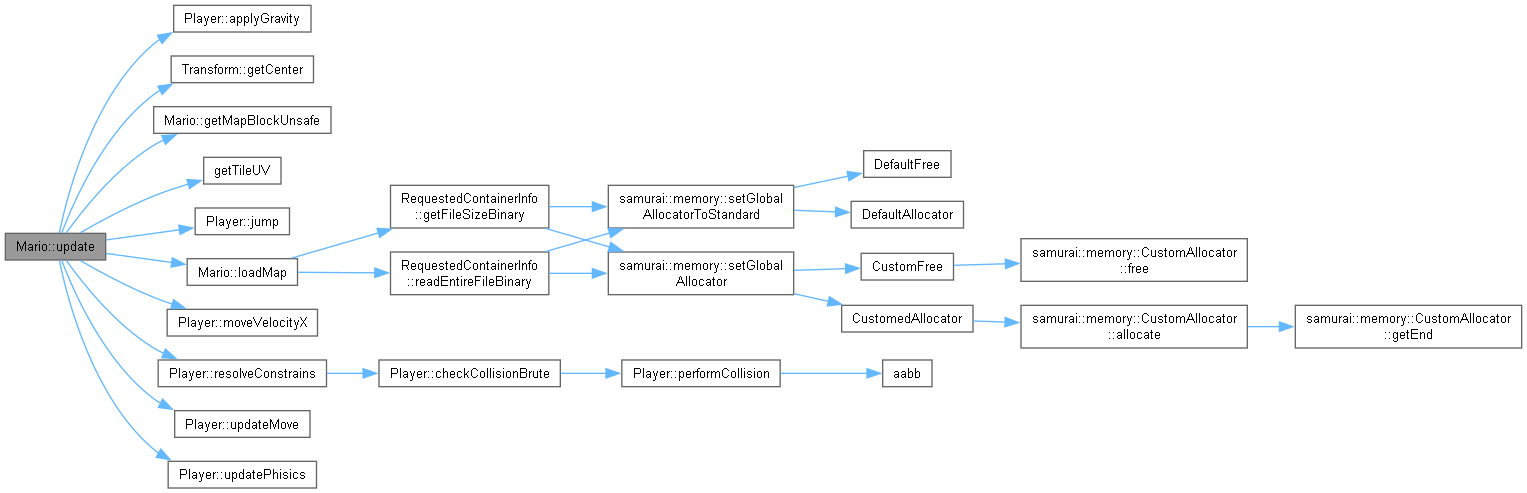 Player::applyGravity
Transform::getCenter
Mario::getMapBlockUnsafe
getTileUV
Player::jump
Mario::update
Mario::loadMap
Player::moveVelocityX
Player::resolveConstrains
Player::updateMove
Player::updatePhisics
RequestedContainerInfo
::getFileSizeBinary
RequestedContainerInfo
::readEntireFileBinary
Player::checkCollisionBrute
samurai::memory::setGlobal
AllocatorToStandard
samurai::memory::setGlobal
Allocator
Player::performCollision
DefaultFree
DefaultAllocator
CustomFree
CustomedAllocator
aabb
samurai::memory::CustomAllocator
::free
samurai::memory::CustomAllocator
::allocate
samurai::memory::CustomAllocator
::getEnd